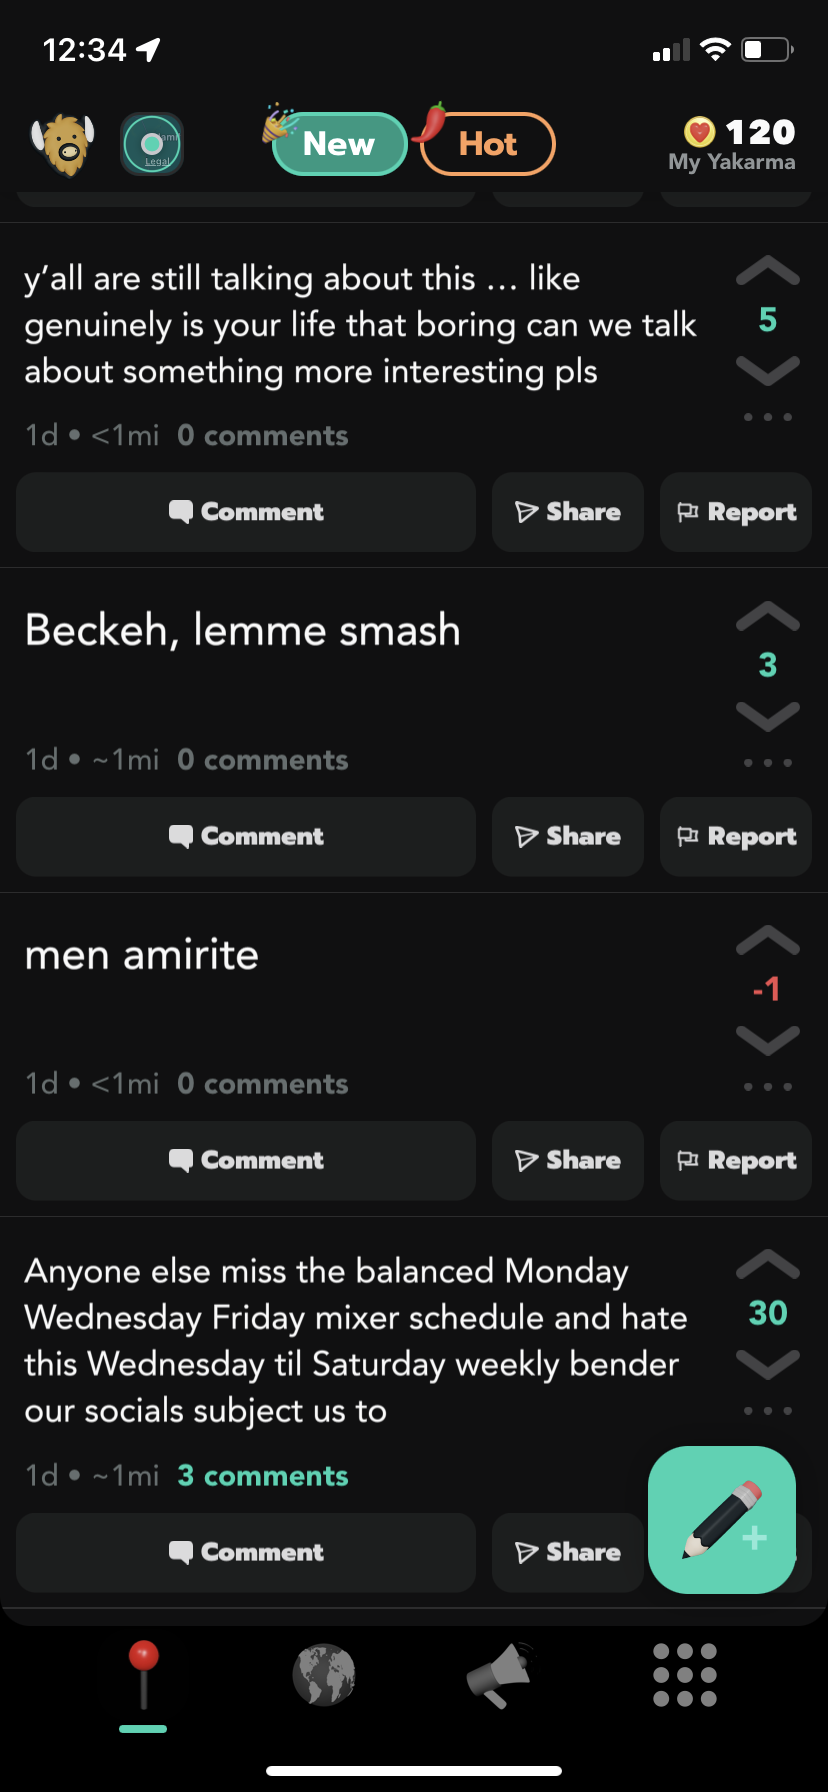 12:34
Legal
New
Hot
120
My Yakarma
y’all are still talking about this ... like
genuinely is your life that boring can we talk
about something more interesting pls
5
1d • <1mi 0 comments
Comment
Share
Report
Beckeh, lemme smash
3
1d • ~1mi 0 comments
Comment
Share
Report
men amirite
-1
1d • <1mi 0 comments
Comment
Share
Report
Anyone else miss the balanced Monday
Wednesday Friday mixer schedule and hate
this Wednesday til Saturday weekly bender
our socials subject us to
30
1d • ~1mi 3 comments
Comment
Share